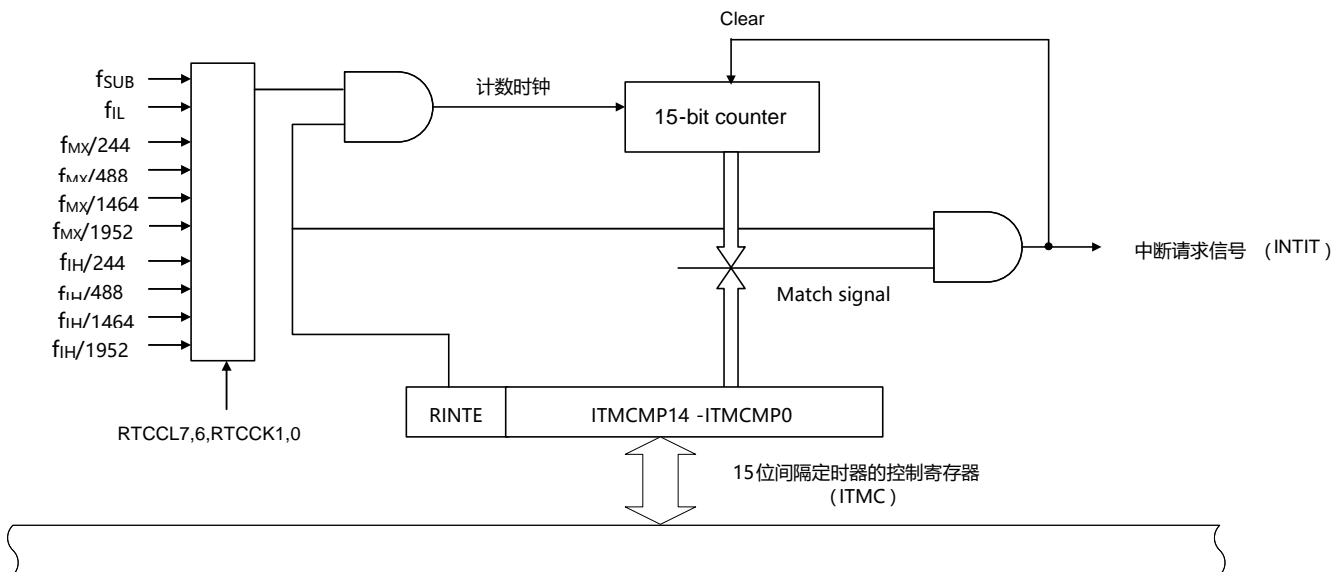 Clear
fSUB
fIL
fMX/244
fMX/488
fMX/1464
fMX/1952
fIH/244
fIH/488
fIH/1464
fIH/1952
计数时钟
15-bit counter
中断请求信号 (INTIT)
Match signal
RINTE
ITMCMP14 -ITMCMP0
RTCCL7,6,RTCCK1,0
15位间隔定时器的控制寄存器
(ITMC)